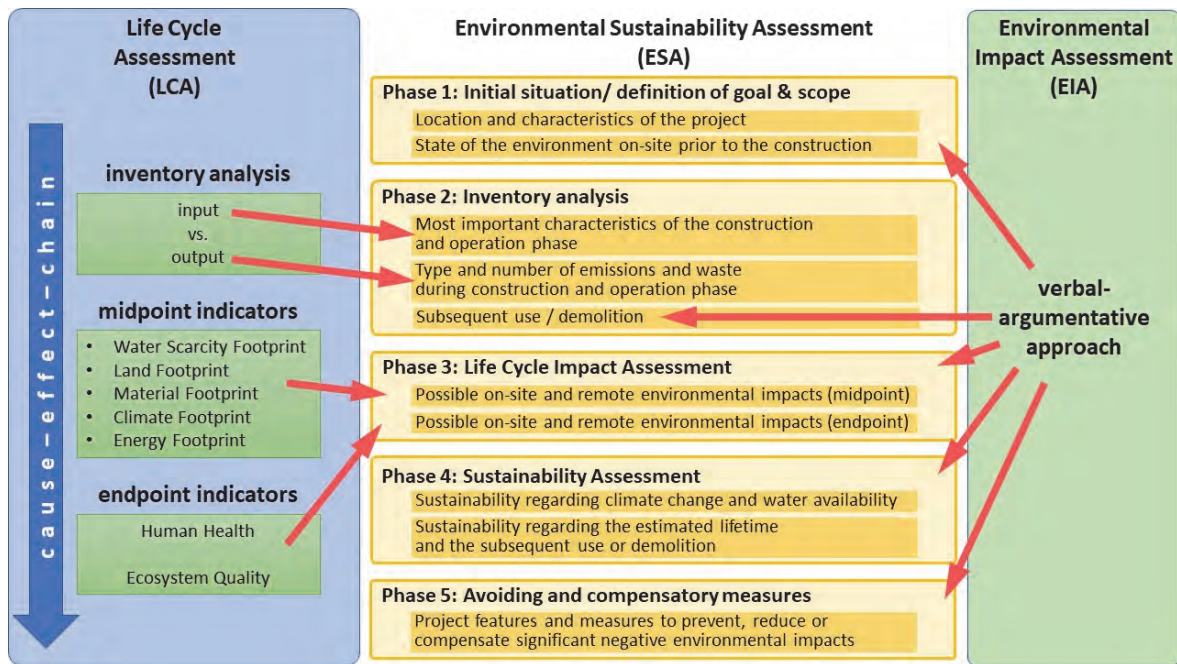 Life Cycle
Assessment
(LCA)
cause-effect-chain
inventory analysis
input
vs.
output
midpoint indicators
• Water Scarcity Footprint
• Land Footprint
• Material Footprint
• Climate Footprint
• Energy Footprint
endpoint indicators
Human Health
Ecosystem Quality
Environmental Sustainability Assessment
(ESA)
Phase 1: Initial situation/ definition of goal & scope
Location and characteristics of the project
State of the environment on-site prior to the construction
Phase 2: Inventory analysis
Most important characteristics of the construction
and operation phase
Type and number of emissions and waste
during construction and operation phase
Subsequent use / demolition
Phase 3: Life Cycle Impact Assessment
Possible on-site and remote environmental impacts (midpoint)
Possible on-site and remote environmental impacts (endpoint)
Phase 4: Sustainability Assessment
Sustainability regarding climate change and water availability
Sustainability regarding the estimated lifetime
and the subsequent use or demolition
Phase 5: Avoiding and compensatory measures
Project features and measures to prevent, reduce or
compensate significant negative environmental impacts
Environmental
Impact Assessment
(EIA)
verbal-
argumentative
approach